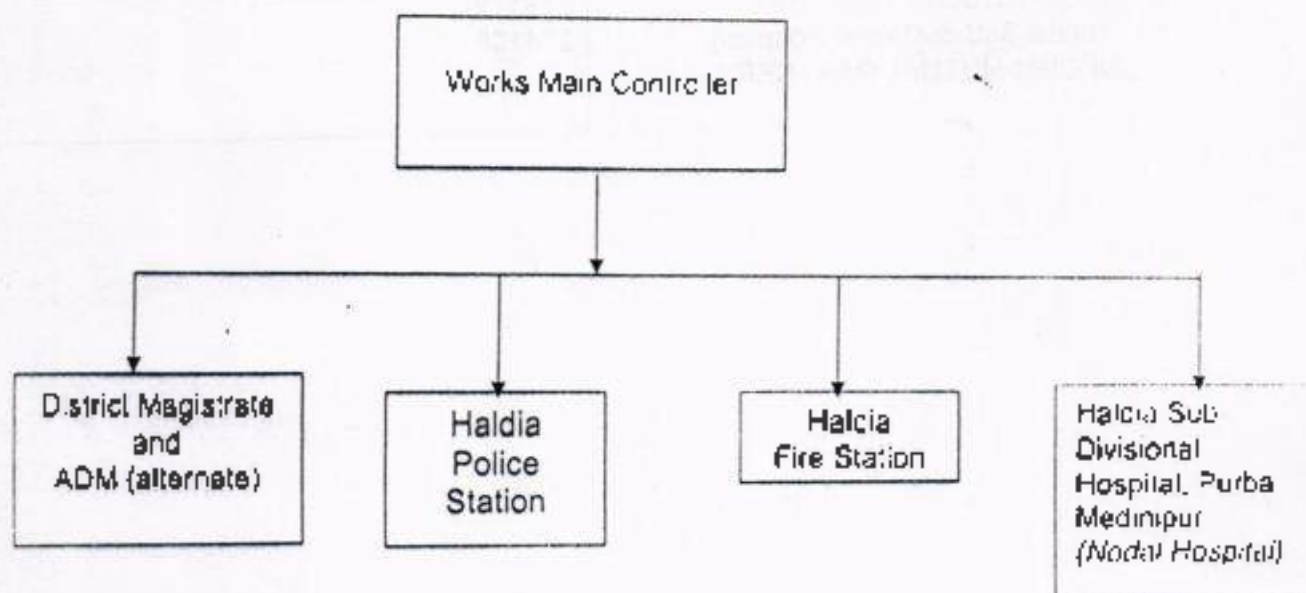 Works Main Controller
District Magistrate
and
ADM (alternate)
Haldia
Police
Station
Haldia
Fire Station
Haldia Sub
Divisional
Hospital, Purba
Medinipur
(Nodal Hospital)